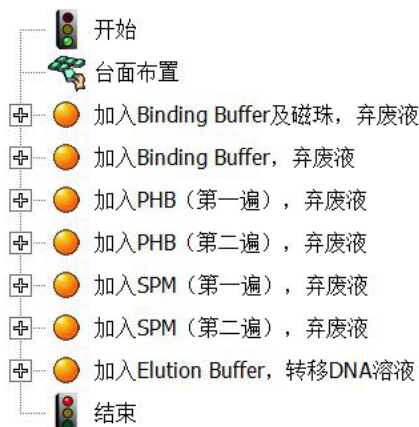 开始
台面布置
加入Binding Buffer及磁珠，弃废液
加入Binding Buffer，弃废液
加入PHB（第一遍），弃废液
加入PHB（第二遍），弃废液
加入SPM（第一遍），弃废液
加入SPM（第二遍），弃废液
加入Elution Buffer，转移DNA溶液
结束